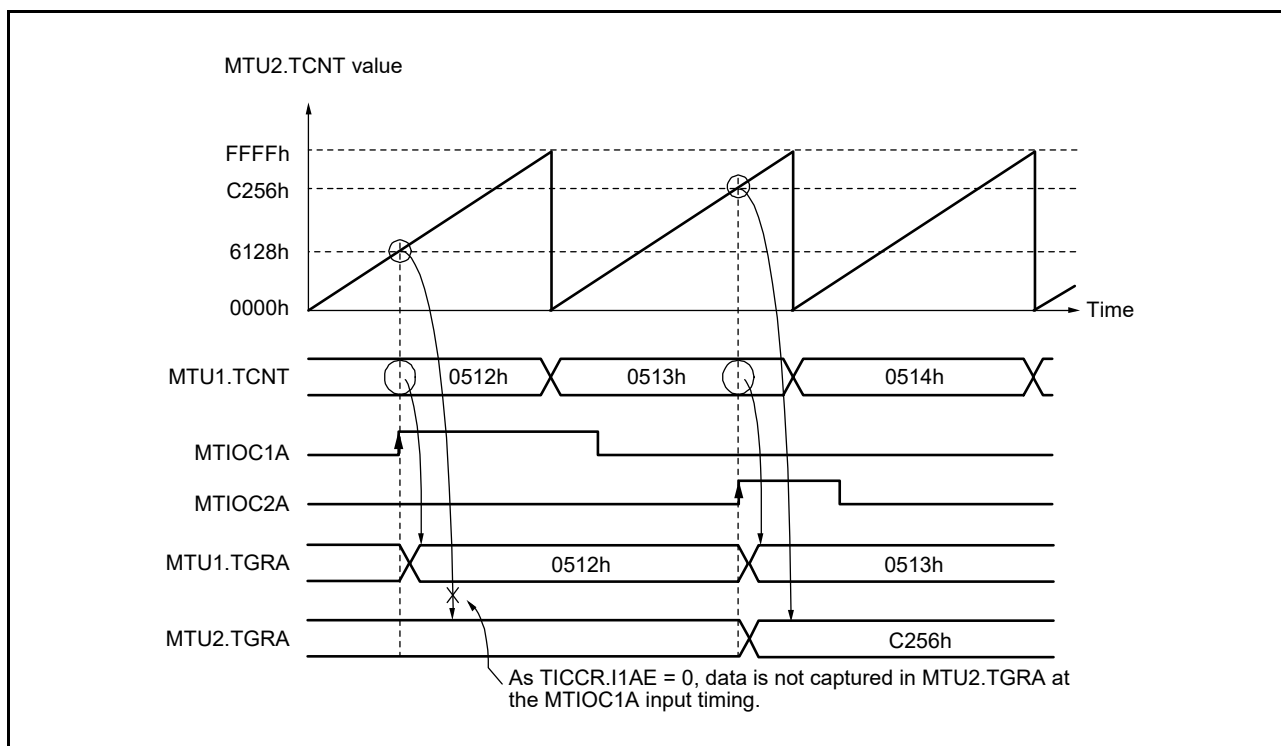 MTU2.TCNT value
FFFFh
C256h
6128h
0000h
Time
MTU1.TCNT
0512h
0513h
0514h
MTIOC1A
MTIOC2A
MTU1.TGRA
0512h
0513h
MTU2.TGRA
C256h
As TICCR.I1AE = 0, data is not captured in MTU2.TGRA at
the MTIOC1A input timing.